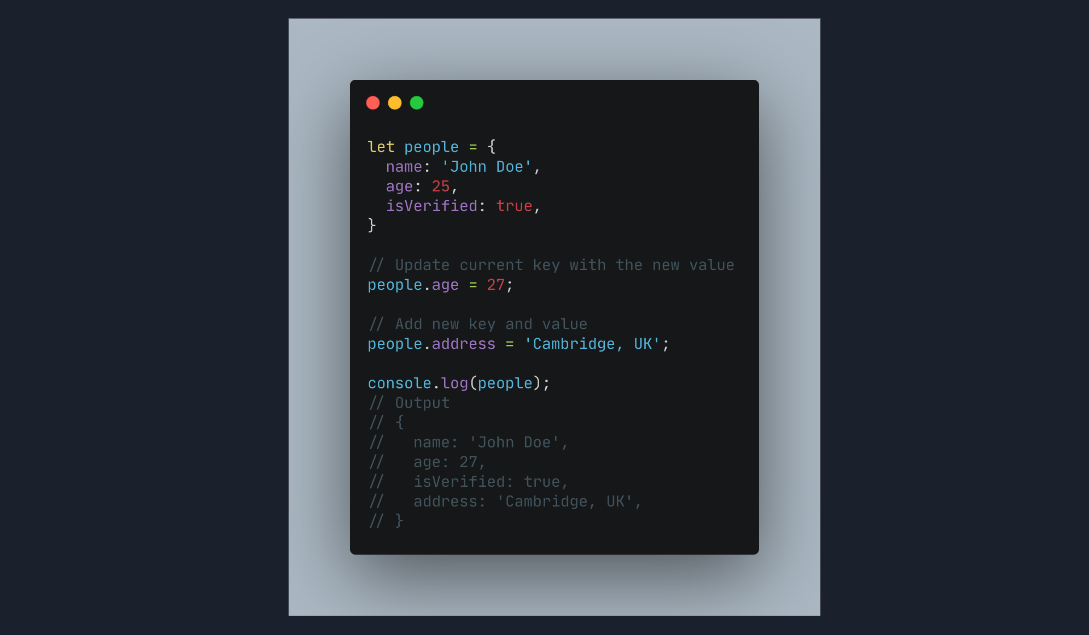 let people = {
  name: 'John Doe',
  age: 25,
  isVerified: true,
}
// Update current key with the new value
people.age = 27;
// Add new key and value
people.address = 'Cambridge, UK';
console.log(people);
// Output
// {
//   name: 'John Doe',
//   age: 27,
//   isVerified: true,
//   address: 'Cambridge, UK',
// }